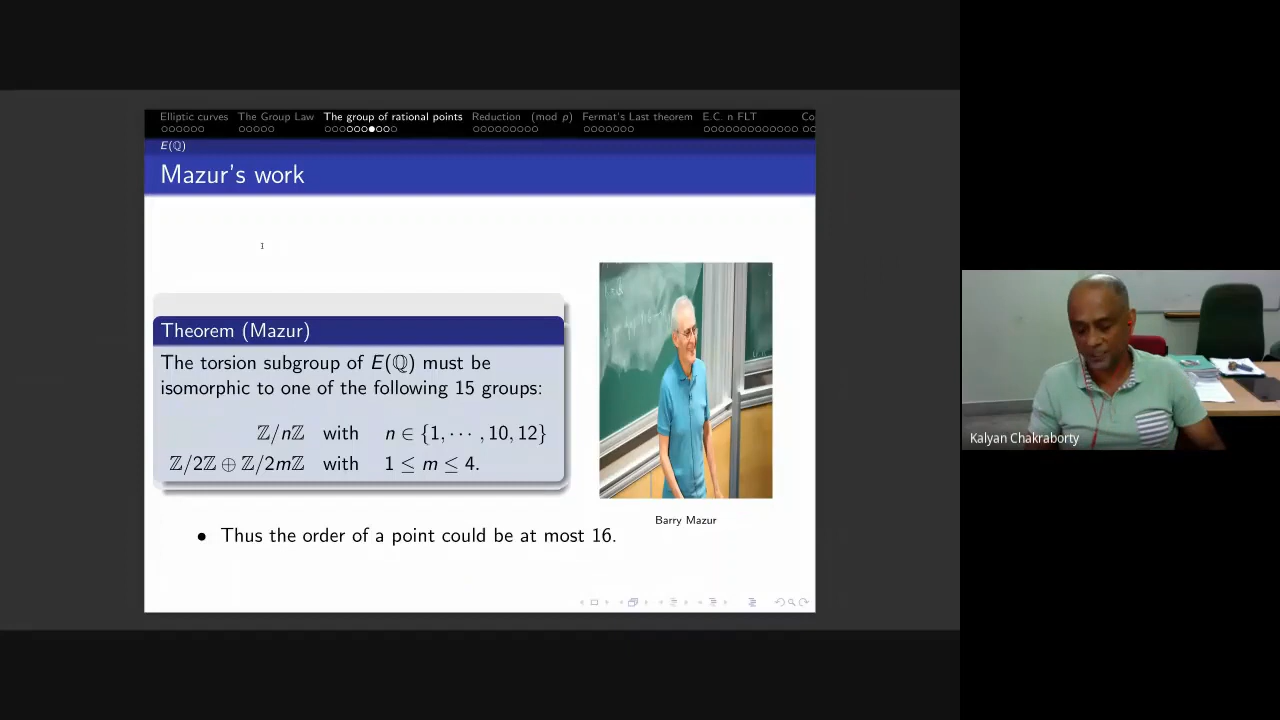 Elliptic curves The Group Law The group of rational points Reduction (mod p) Fermat's Last theorem E.C. n FLT Co
E(ℚ)
Mazur's work
Theorem (Mazur)
The torsion subgroup of E(ℚ) must be
isomorphic to one of the following 15 groups:
ℤ/nℤ with n ∈ {1, ⋯ , 10, 12}
ℤ/2ℤ ⊕ ℤ/2mℤ with 1 ≤ m ≤ 4.
Barry Mazur
• Thus the order of a point could be at most 16.
Kalyan Chakraborty